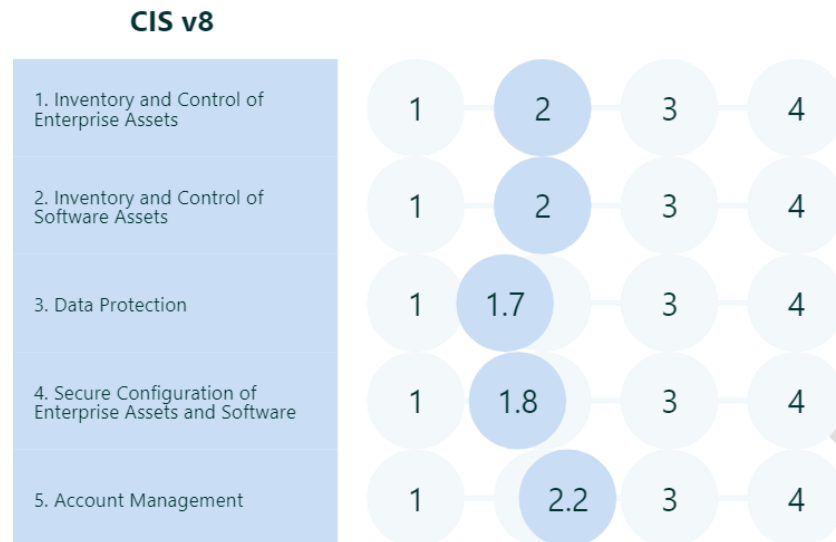 CIS v8
1. Inventory and Control of
Enterprise Assets
1 2 3 4
2. Inventory and Control of
Software Assets
1 2 3 4
3. Data Protection
1 1.7 3 4
4. Secure Configuration of
Enterprise Assets and Software
1 1.8 3 4
5. Account Management
1 2.2 3 4